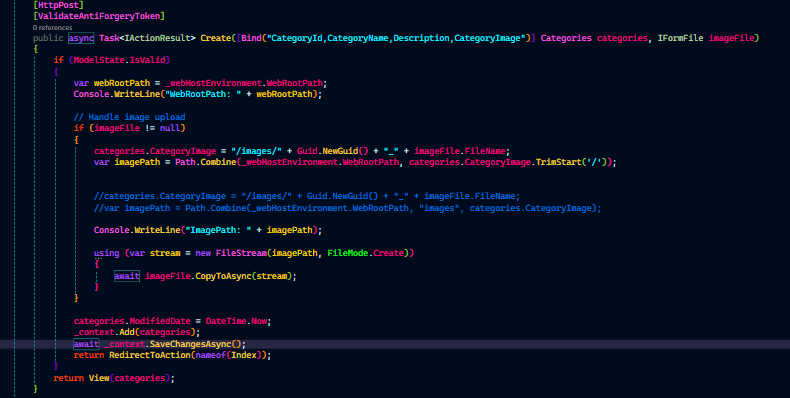 [HttpPost]
[ValidateAntiForgeryToken]
0 references
public async Task<IActionResult> Create([Bind("CategoryId,CategoryName,Description,CategoryImage")] Categories categories, IFormFile imageFile)
{
if (ModelState.IsValid)
{
var webRootPath = _webHostEnvironment.WebRootPath;
Console.WriteLine("WebRootPath: " + webRootPath);
// Handle image upload
if (imageFile != null)
{
categories.CategoryImage = "/images/" + Guid.NewGuid() + "_" + imageFile.FileName;
var imagePath = Path.Combine(_webHostEnvironment.WebRootPath, categories.CategoryImage.TrimStart('/'));
//categories.CategoryImage = "/images/" + Guid.NewGuid() + "_" + imageFile.FileName;
//var imagePath = Path.Combine(_webHostEnvironment.WebRootPath, "images", categories.CategoryImage);
Console.WriteLine("ImagePath: " + imagePath);
using (var stream = new FileStream(imagePath, FileMode.Create))
{
await imageFile.CopyToAsync(stream);
}
}
categories.ModifiedDate = DateTime.Now;
_context.Add(categories);
await _context.SaveChangesAsync();
return RedirectToAction(nameof(Index));
}
return View(categories);
}